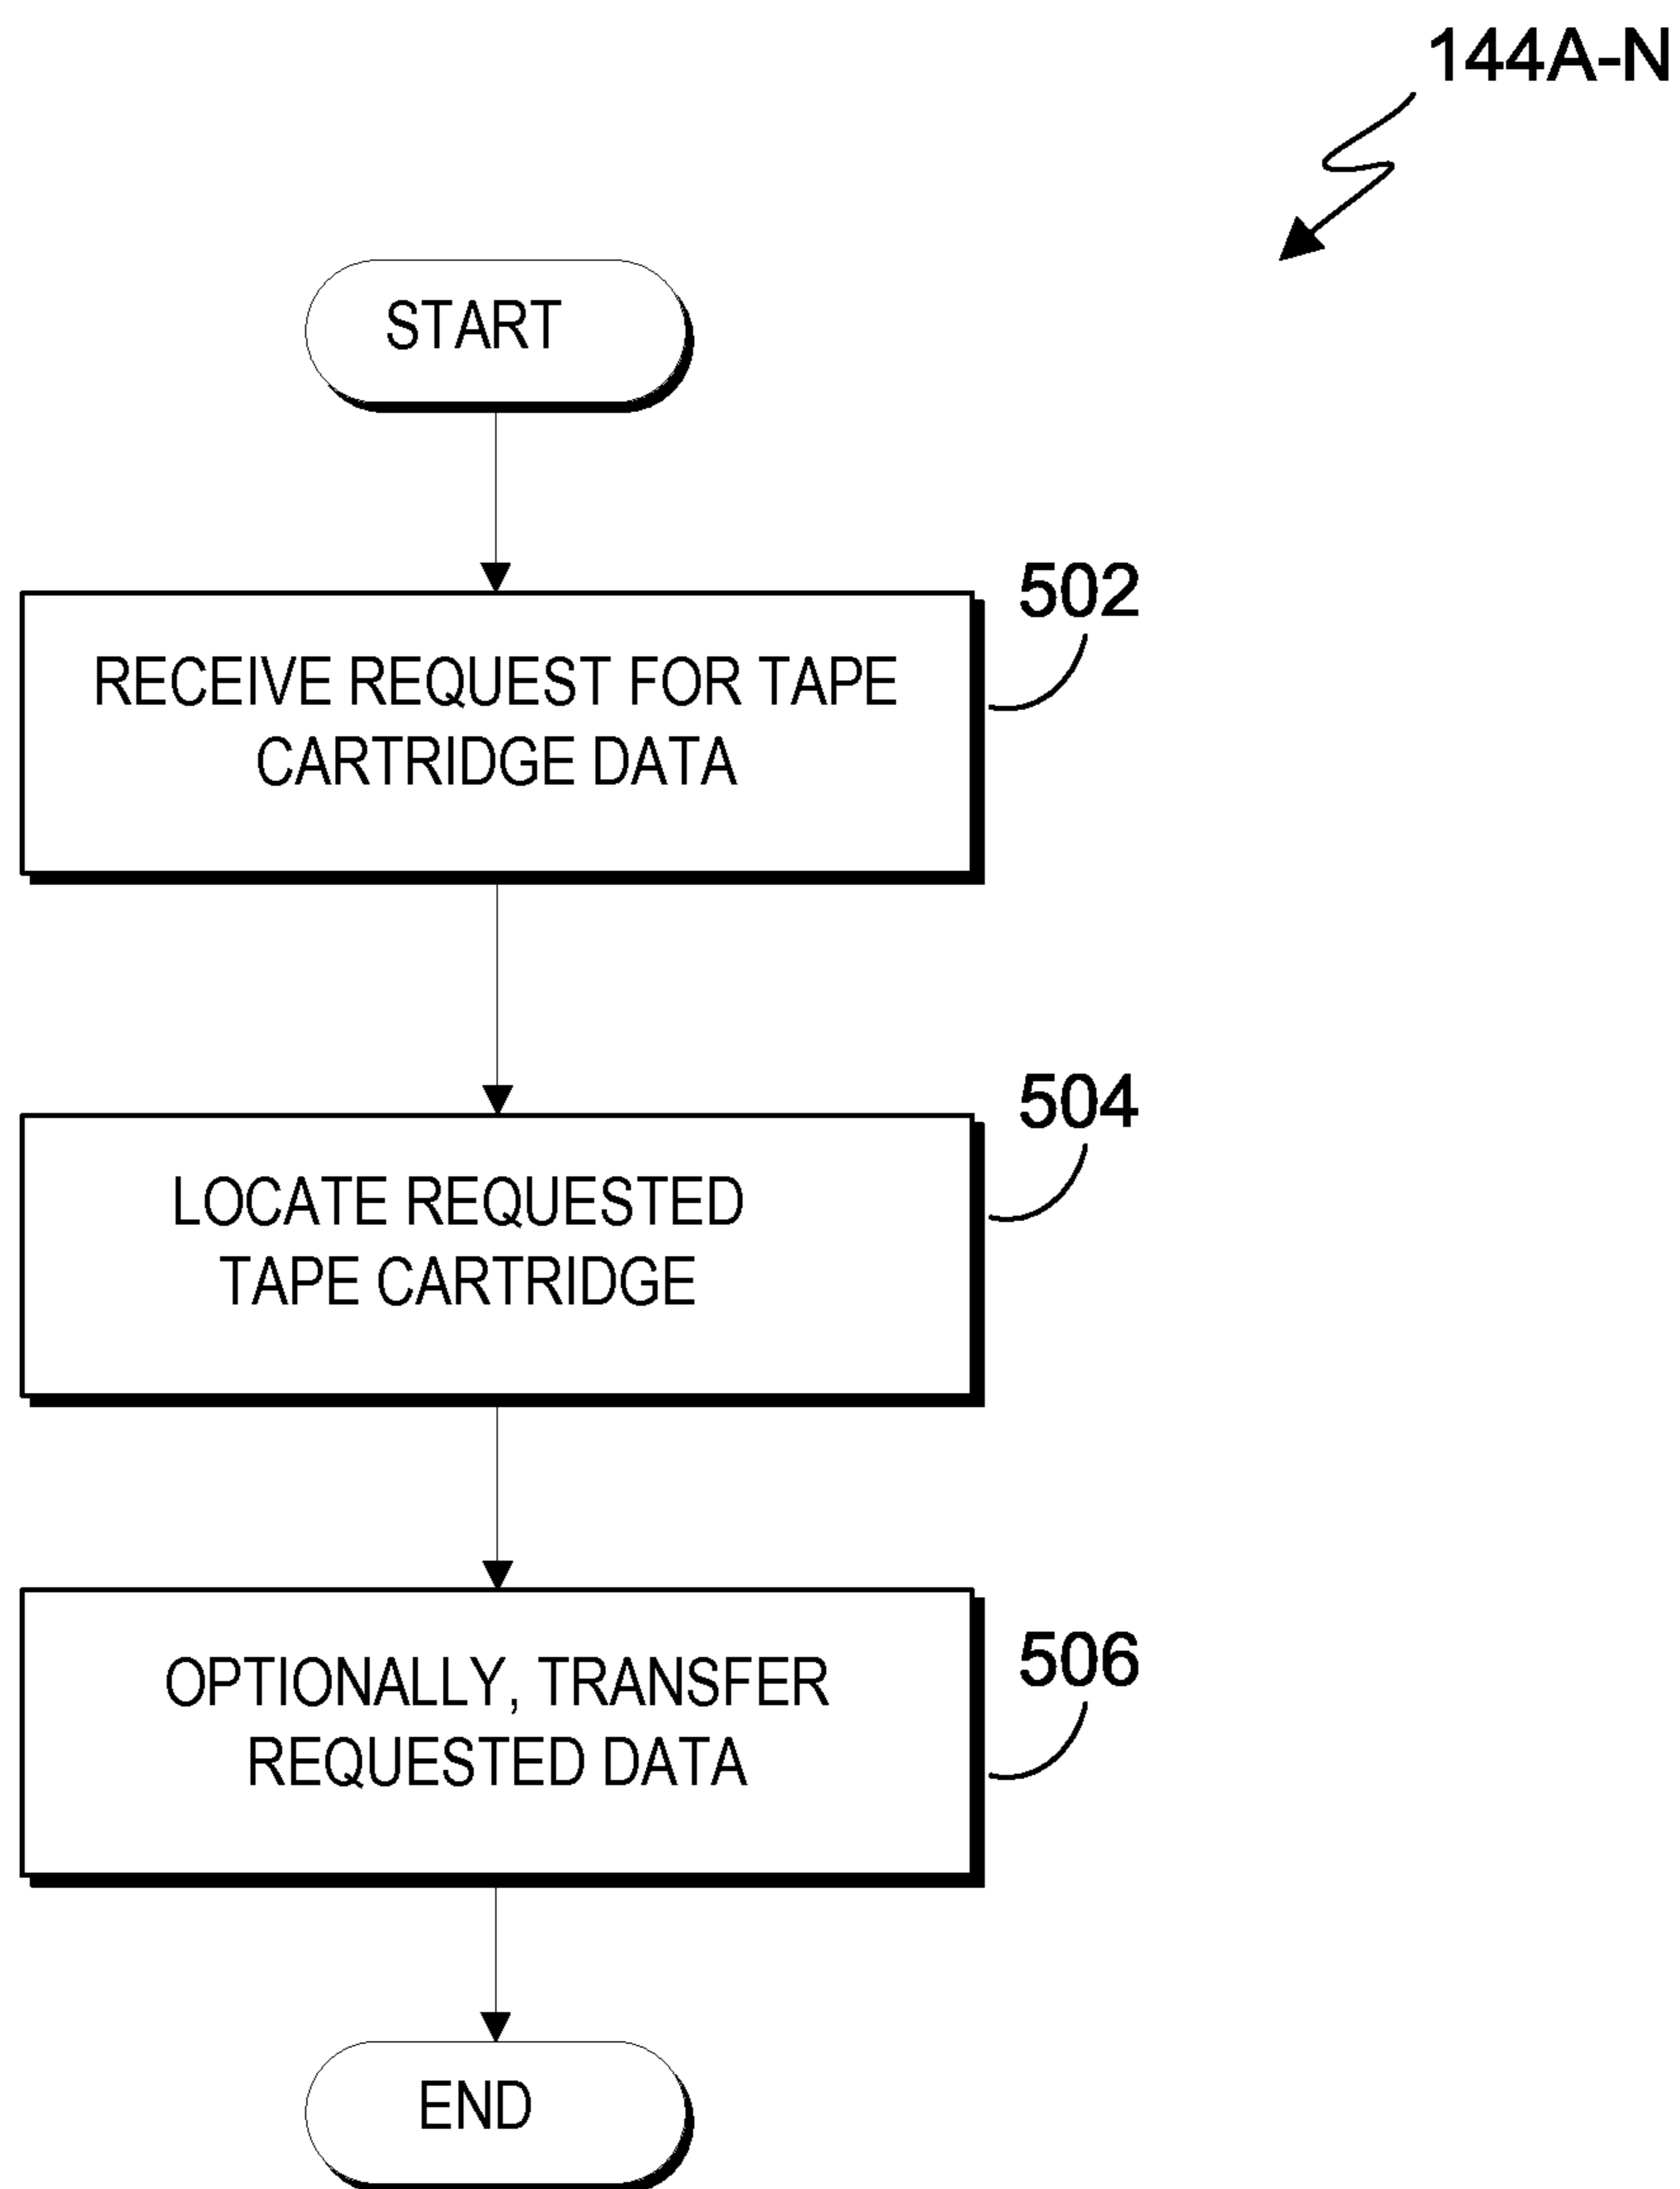 144A-N
START
502
RECEIVE REQUEST FOR TAPE
CARTRIDGE DATA
504
LOCATE REQUESTED
TAPE CARTRIDGE
506
OPTIONALLY, TRANSFER
REQUESTED DATA
END